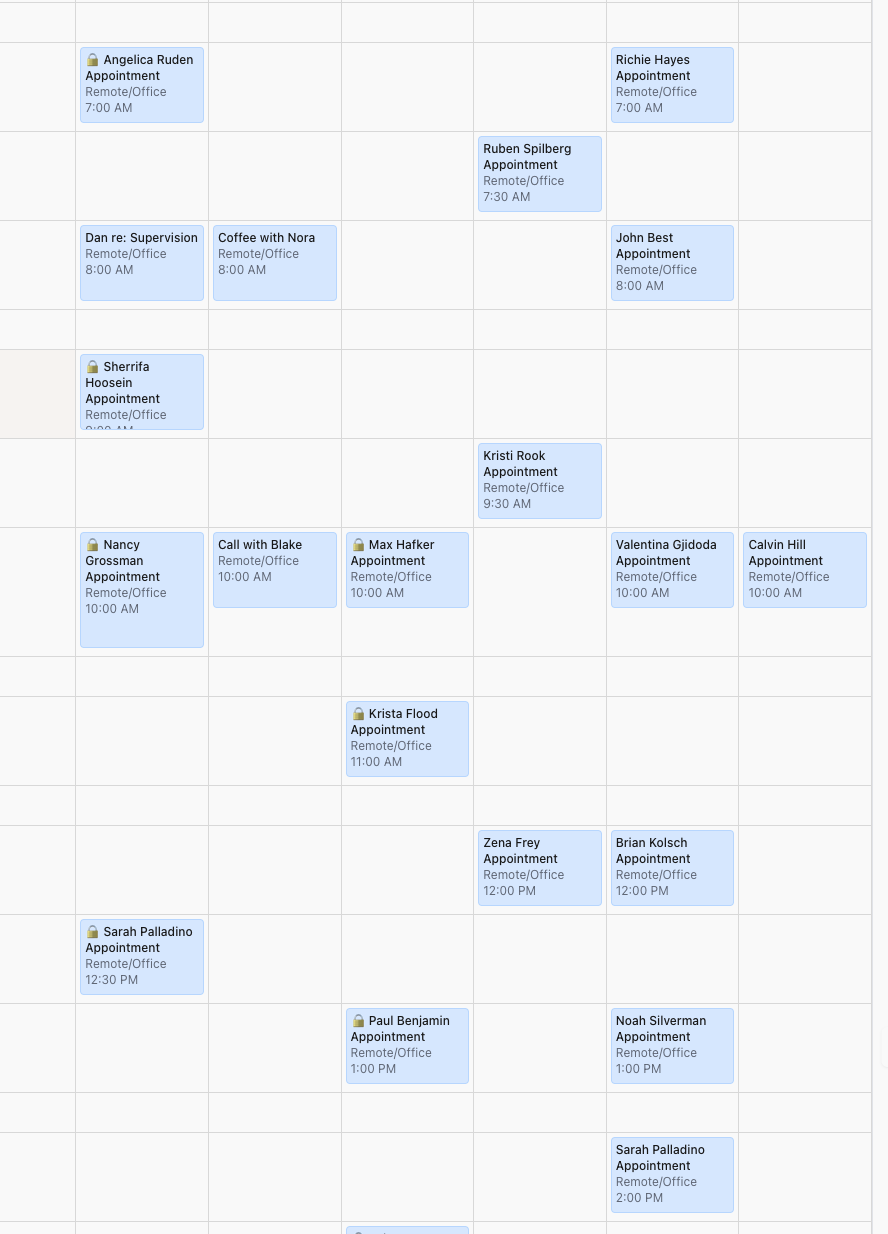 Angelica Ruden
Appointment
Remote/Office
7:00 AM
Richie Hayes
Appointment
Remote/Office
7:00 AM
Ruben Spilberg
Appointment
Remote/Office
7:30 AM
Dan re: Supervision
Remote/Office
8:00 AM
Coffee with Nora
Remote/Office
8:00 AM
John Best
Appointment
Remote/Office
8:00 AM
Sherrifa
Hoosein
Appointment
Remote/Office
9:00 AM
Kristi Rook
Appointment
Remote/Office
9:30 AM
Nancy
Grossman
Appointment
Remote/Office
10:00 AM
Call with Blake
Remote/Office
10:00 AM
Max Hafker
Appointment
Remote/Office
10:00 AM
Valentina Gjidoda
Appointment
Remote/Office
10:00 AM
Calvin Hill
Appointment
Remote/Office
10:00 AM
Krista Flood
Appointment
Remote/Office
11:00 AM
Zena Frey
Appointment
Remote/Office
12:00 PM
Brian Kolsch
Appointment
Remote/Office
12:00 PM
Sarah Palladino
Appointment
Remote/Office
12:30 PM
Paul Benjamin
Appointment
Remote/Office
1:00 PM
Noah Silverman
Appointment
Remote/Office
1:00 PM
Sarah Palladino
Appointment
Remote/Office
2:00 PM